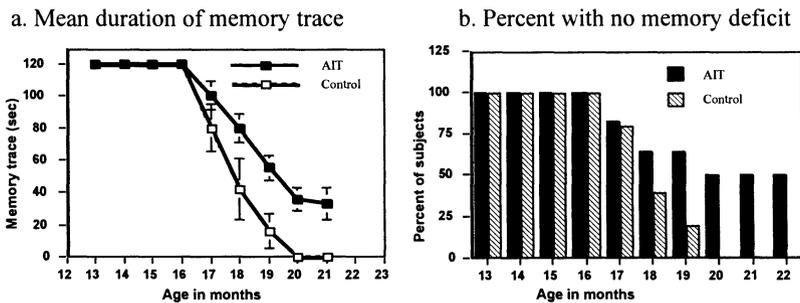 a. Mean duration of memory trace
Memory trace (sec)
120
100
80
60
40
20
0
AIT
Control
12 13 14 15 16 17 18 19 20 21 22 23
Age in months
b. Percent with no memory deficit
Percent of subjects
125
100
75
50
25
0
AIT
Control
13 14 15 16 17 18 19 20 21 22
Age in months